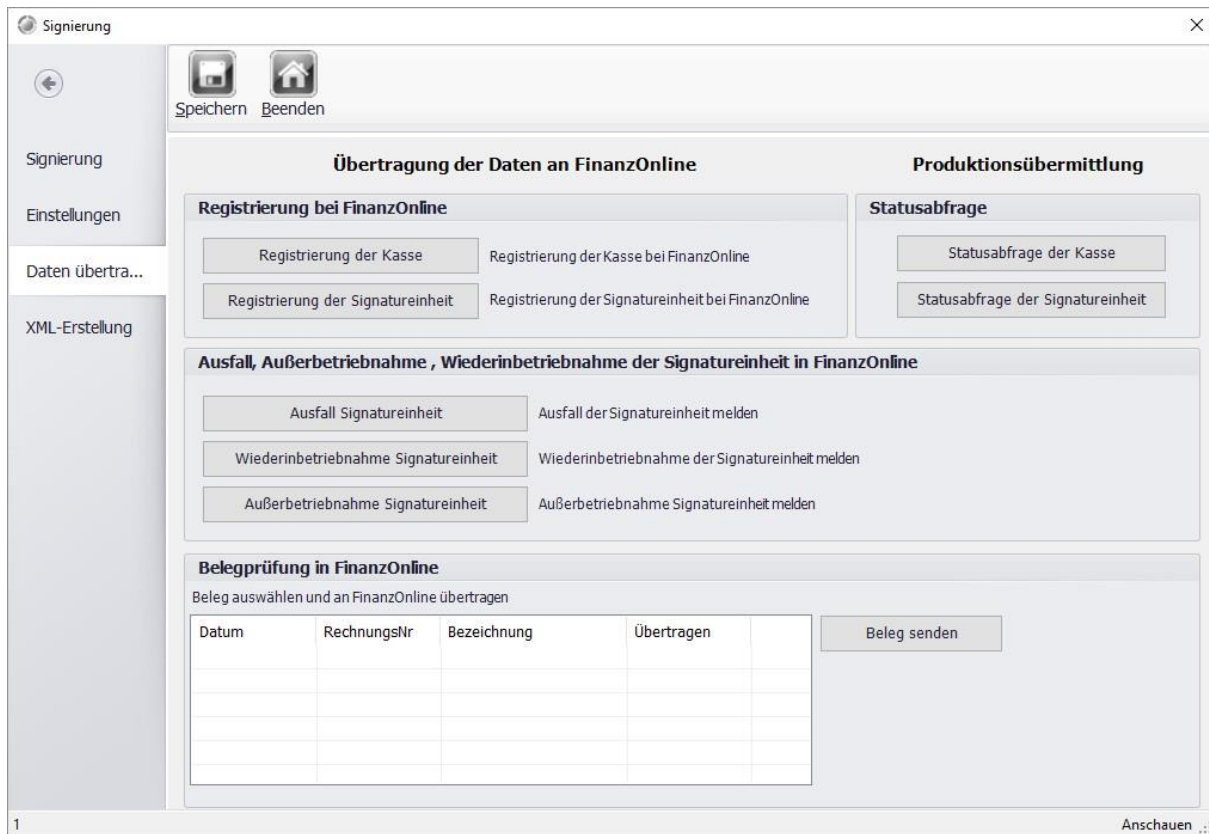 Signierung
Speichern Beenden
Signierung
Einstellungen
Daten übertra...
XML-Erstellung
Übertragung der Daten an FinanzOnline
Produktionsübermittlung
Registrierung bei FinanzOnline
Registrierung der Kasse
Registrierung der Kasse bei FinanzOnline
Registrierung der Signatureinheit
Registrierung der Signatureinheit bei FinanzOnline
Statusabfrage
Statusabfrage der Kasse
Statusabfrage der Signatureinheit
Ausfall, Außerbetriebnahme , Wiederinbetriebnahme der Signatureinheit in FinanzOnline
Ausfall Signatureinheit
Ausfall der Signatureinheit melden
Wiederinbetriebnahme Signatureinheit
Wiederinbetriebnahme der Signatureinheit melden
Außerbetriebnahme Signatureinheit
Außerbetriebnahme Signatureinheit melden
Belegprüfung in FinanzOnline
Beleg auswählen und an FinanzOnline übertragen
Datum RechnungsNr Bezeichnung Übertragen
Beleg senden
1
Anschauen